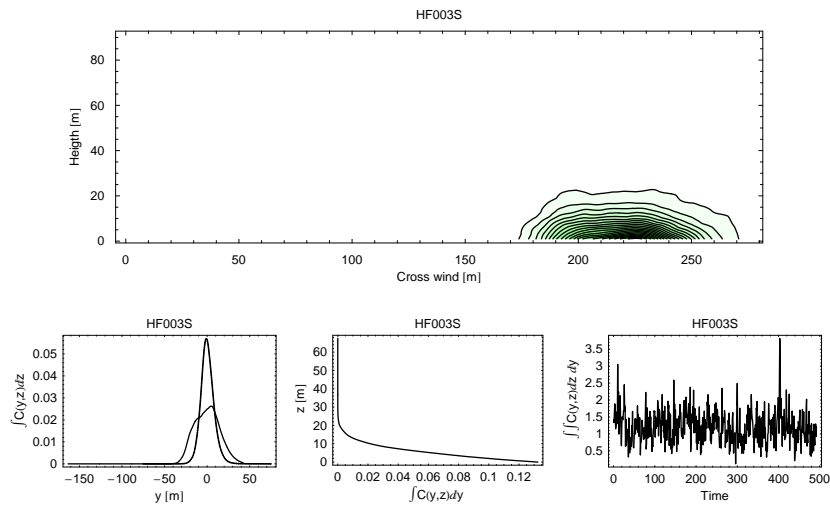 HF003S
80
60
40
20
0
Heigth [m]
0 50 100 150 200 250
Cross wind [m]
HF003S
0.05
0.04
0.03
0.02
0.01
0
∫C(y,z)dz
−150 −100 −50 0 50
y [m]
HF003S
60
50
40
30
20
10
0
z [m]
0 0.02 0.04 0.06 0.08 0.1 0.12
∫C(y,z)dy
HF003S
3.5
3
2.5
2
1.5
1
0.5
∫∫C(y,z)dz dy
0 100 200 300 400 500
Time